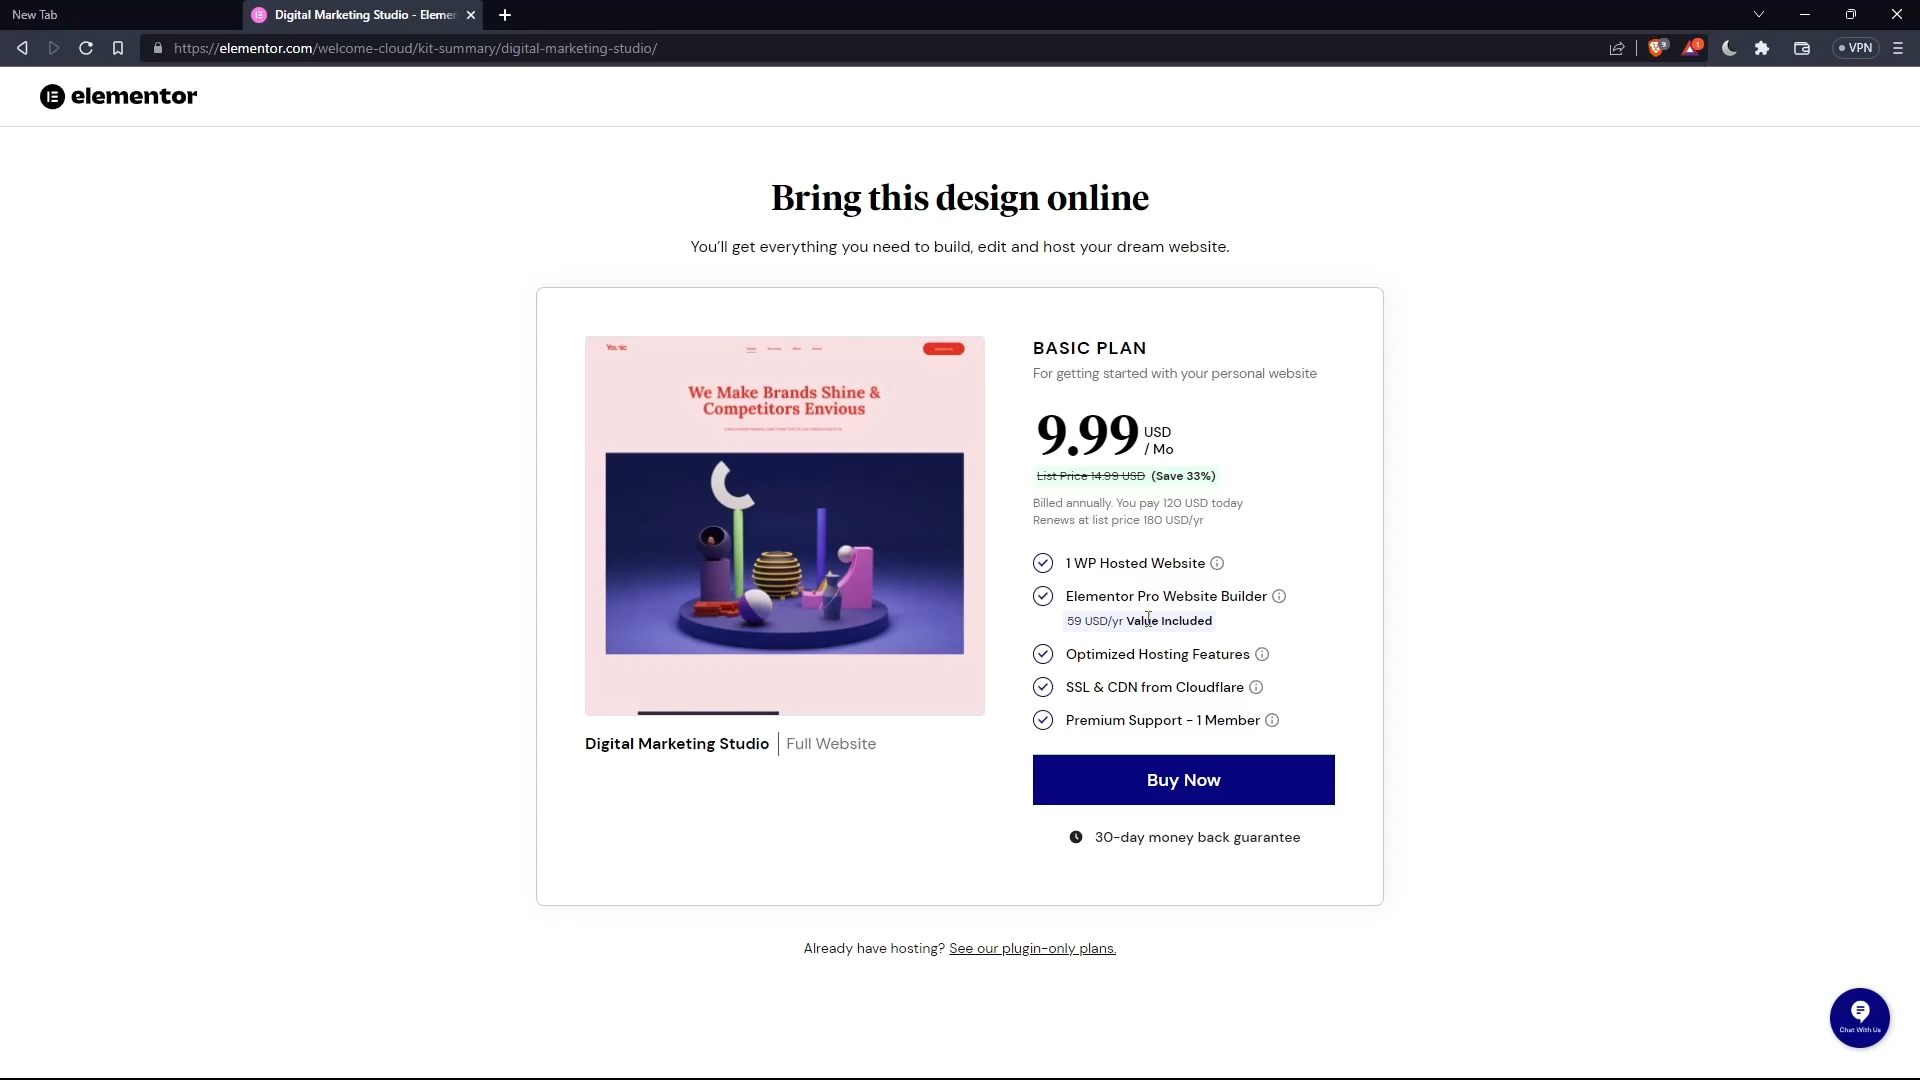 New Tab
Digital Marketing Studio - Elemen
https://elementor.com/welcome-cloud/kit-summary/digital-marketing-studio/
9
1
VPN
elementor
Bring this design online
You'll get everything you need to build, edit and host your dream website.
We Make Brands Shine &
Competitors Envious
Digital Marketing Studio | Full Website
BASIC PLAN
For getting started with your personal website
9.99 USD
/ Mo
List Price 14.99 USD (Save 33%)
Billed annually. You pay 120 USD today
Renews at list price 180 USD/yr
1 WP Hosted Website
Elementor Pro Website Builder
59 USD/yr Value Included
Optimized Hosting Features
SSL & CDN from Cloudflare
Premium Support - 1 Member
Buy Now
30-day money back guarantee
Already have hosting? See our plugin-only plans.
Chat With Us